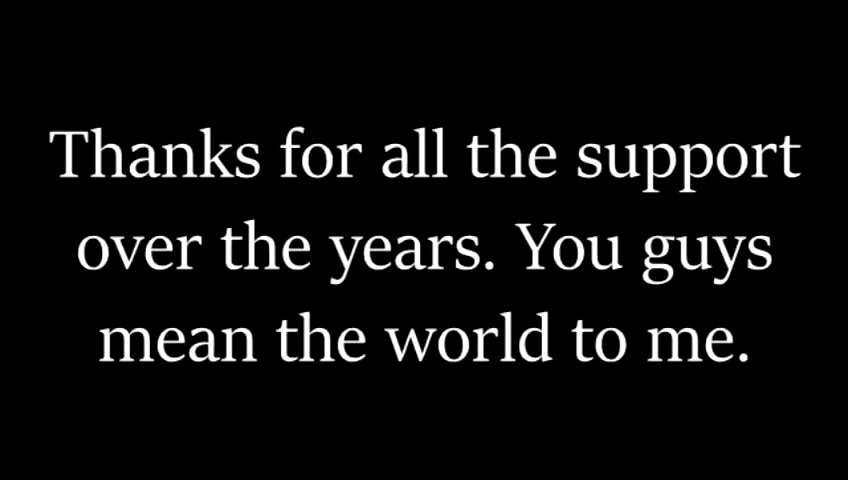 Thanks for all the support
over the years. You guys
mean the world to me.